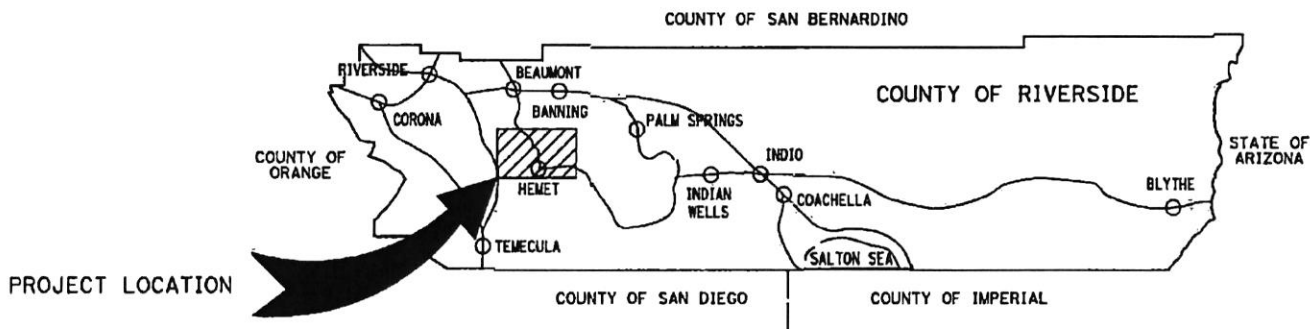 COUNTY OF SAN BERNARDINO
RIVERSIDE
BEAUMONT
COUNTY OF RIVERSIDE
BANNING
CORONA
PALM SPRINGS
STATE OF
ARIZONA
COUNTY OF
ORANGE
INDIO
HEMET
BLYTHE
INDIAN
WELLS
COACHELLA
TEMECULA
SALTON SEA
PROJECT LOCATION
COUNTY OF SAN DIEGO
COUNTY OF IMPERIAL